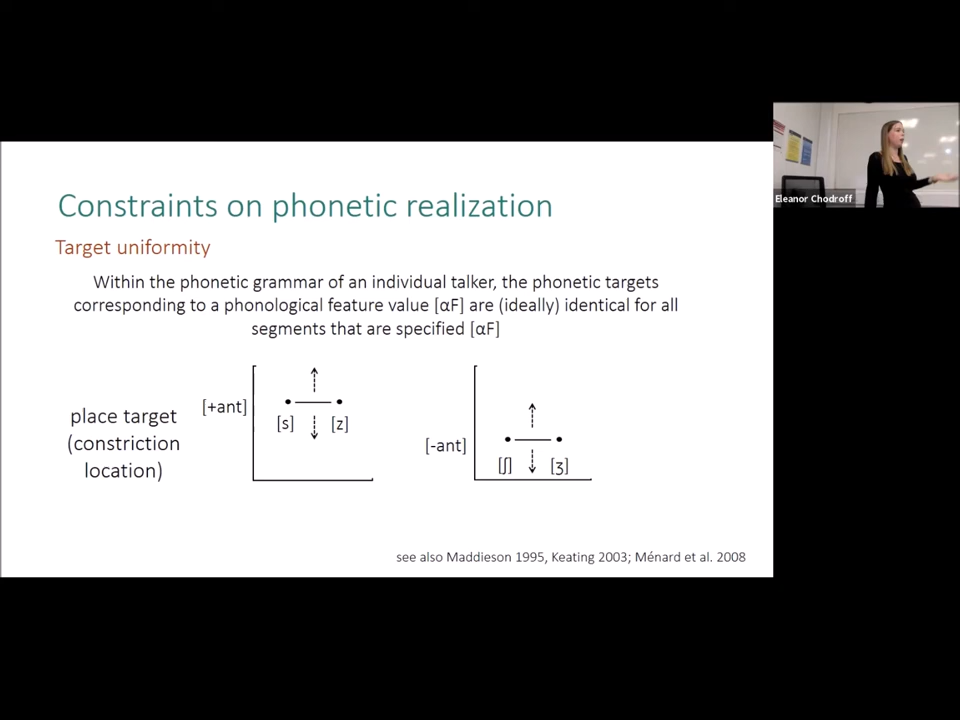 Constraints on phonetic realization
Target uniformity
Within the phonetic grammar of an individual talker, the phonetic targets
corresponding to a phonological feature value [αF] are (ideally) identical for all
segments that are specified [αF]
place target
(constriction
location)
[+ant]
[s] [z]
[-ant]
[ʃ] [ʒ]
see also Maddieson 1995, Keating 2003; Ménard et al. 2008
Eleanor Chodroff